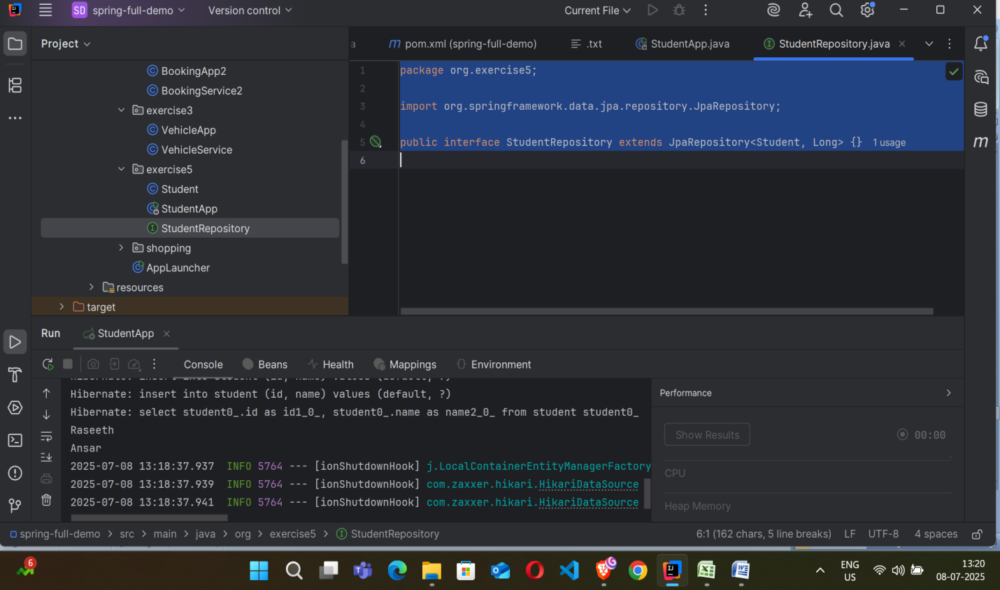 SD spring-full-demo Version control Current File
Project
a pom.xml (spring-full-demo) .txt StudentApp.java StudentRepository.java
BookingApp2
BookingService2
exercise3
VehicleApp
VehicleService
exercise5
Student
StudentApp
StudentRepository
shopping
AppLauncher
resources
target
1 package org.exercise5;
2
3 import org.springframework.data.jpa.repository.JpaRepository;
4
5 public interface StudentRepository extends JpaRepository<Student, Long> {} 1 usage
6
Run StudentApp
Console Beans Health Mappings Environment
Hibernate: insert into student (id, name) values (default, ?)
Hibernate: insert into student (id, name) values (default, ?)
Hibernate: select student0_.id as id1_0_, student0_.name as name2_0_ from student student0_
Raseeth
Ansar
2025-07-08 13:18:37.937 INFO 5764 --- [ionShutdownHook] j.LocalContainerEntityManagerFactory
2025-07-08 13:18:37.939 INFO 5764 --- [ionShutdownHook] com.zaxxer.hikari.HikariDataSource
2025-07-08 13:18:37.941 INFO 5764 --- [ionShutdownHook] com.zaxxer.hikari.HikariDataSource
Performance
Show Results 00:00
CPU
Heap Memory
spring-full-demo > src > main > java > org > exercise5 > StudentRepository 6:1 (162 chars, 5 line breaks) LF UTF-8 4 spaces
6
ENG
US
13:20
08-07-2025